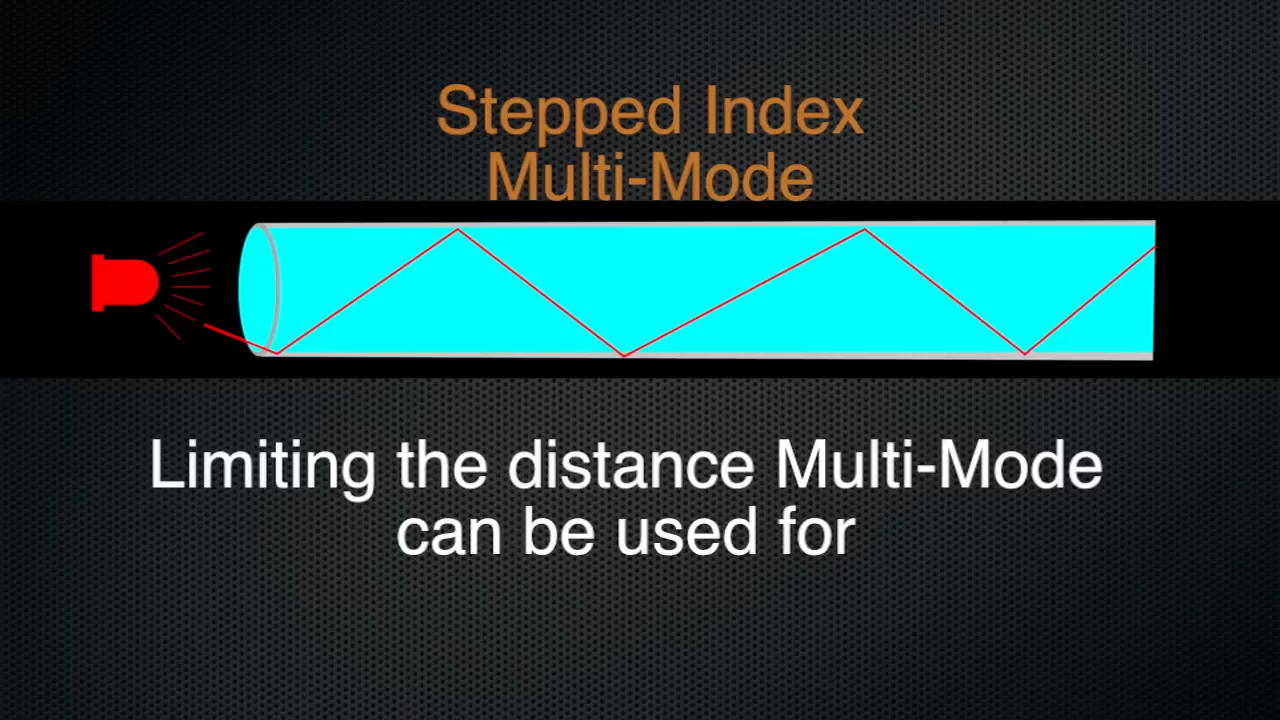 Stepped Index
Multi-Mode
Limiting the distance Multi-Mode
can be used for